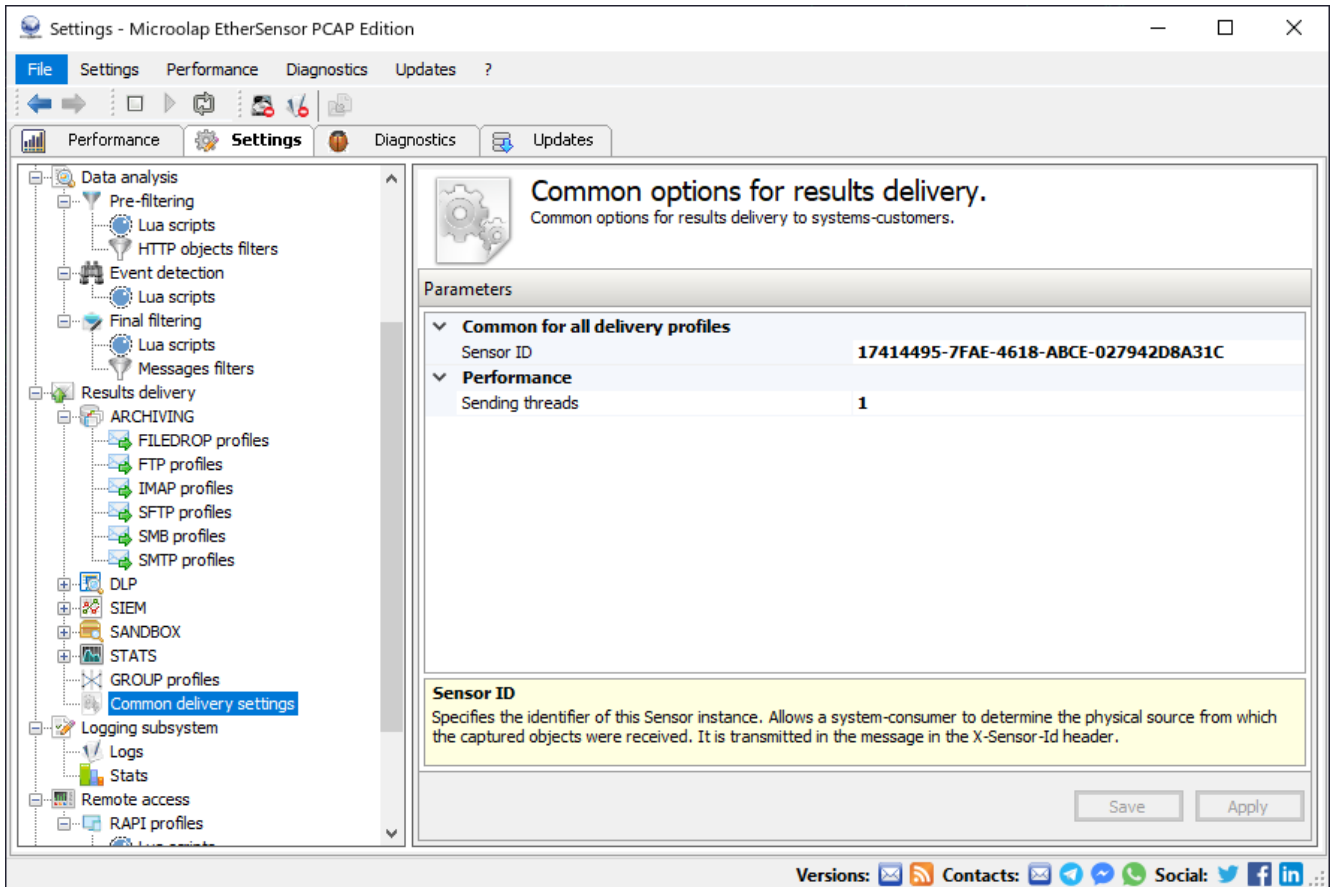 Settings - Microolap EtherSensor PCAP Edition
File Settings Performance Diagnostics Updates ?
Performance Settings Diagnostics Updates
Data analysis
Pre-filtering
Lua scripts
HTTP objects filters
Event detection
Lua scripts
Final filtering
Lua scripts
Messages filters
Results delivery
ARCHIVING
FILEDROP profiles
FTP profiles
IMAP profiles
SFTP profiles
SMB profiles
SMTP profiles
DLP
SIEM
SANDBOX
STATS
GROUP profiles
Common delivery settings
Logging subsystem
Logs
Stats
Remote access
RAPI profiles
Lua scripts
Common options for results delivery.
Common options for results delivery to systems-customers.
Parameters
Common for all delivery profiles
Sensor ID 17414495-7FAE-4618-ABCE-027942D8A31C
Performance
Sending threads 1
Sensor ID
Specifies the identifier of this Sensor instance. Allows a system-consumer to determine the physical source from which
the captured objects were received. It is transmitted in the message in the X-Sensor-Id header.
Save Apply
Versions: Contacts: Social: